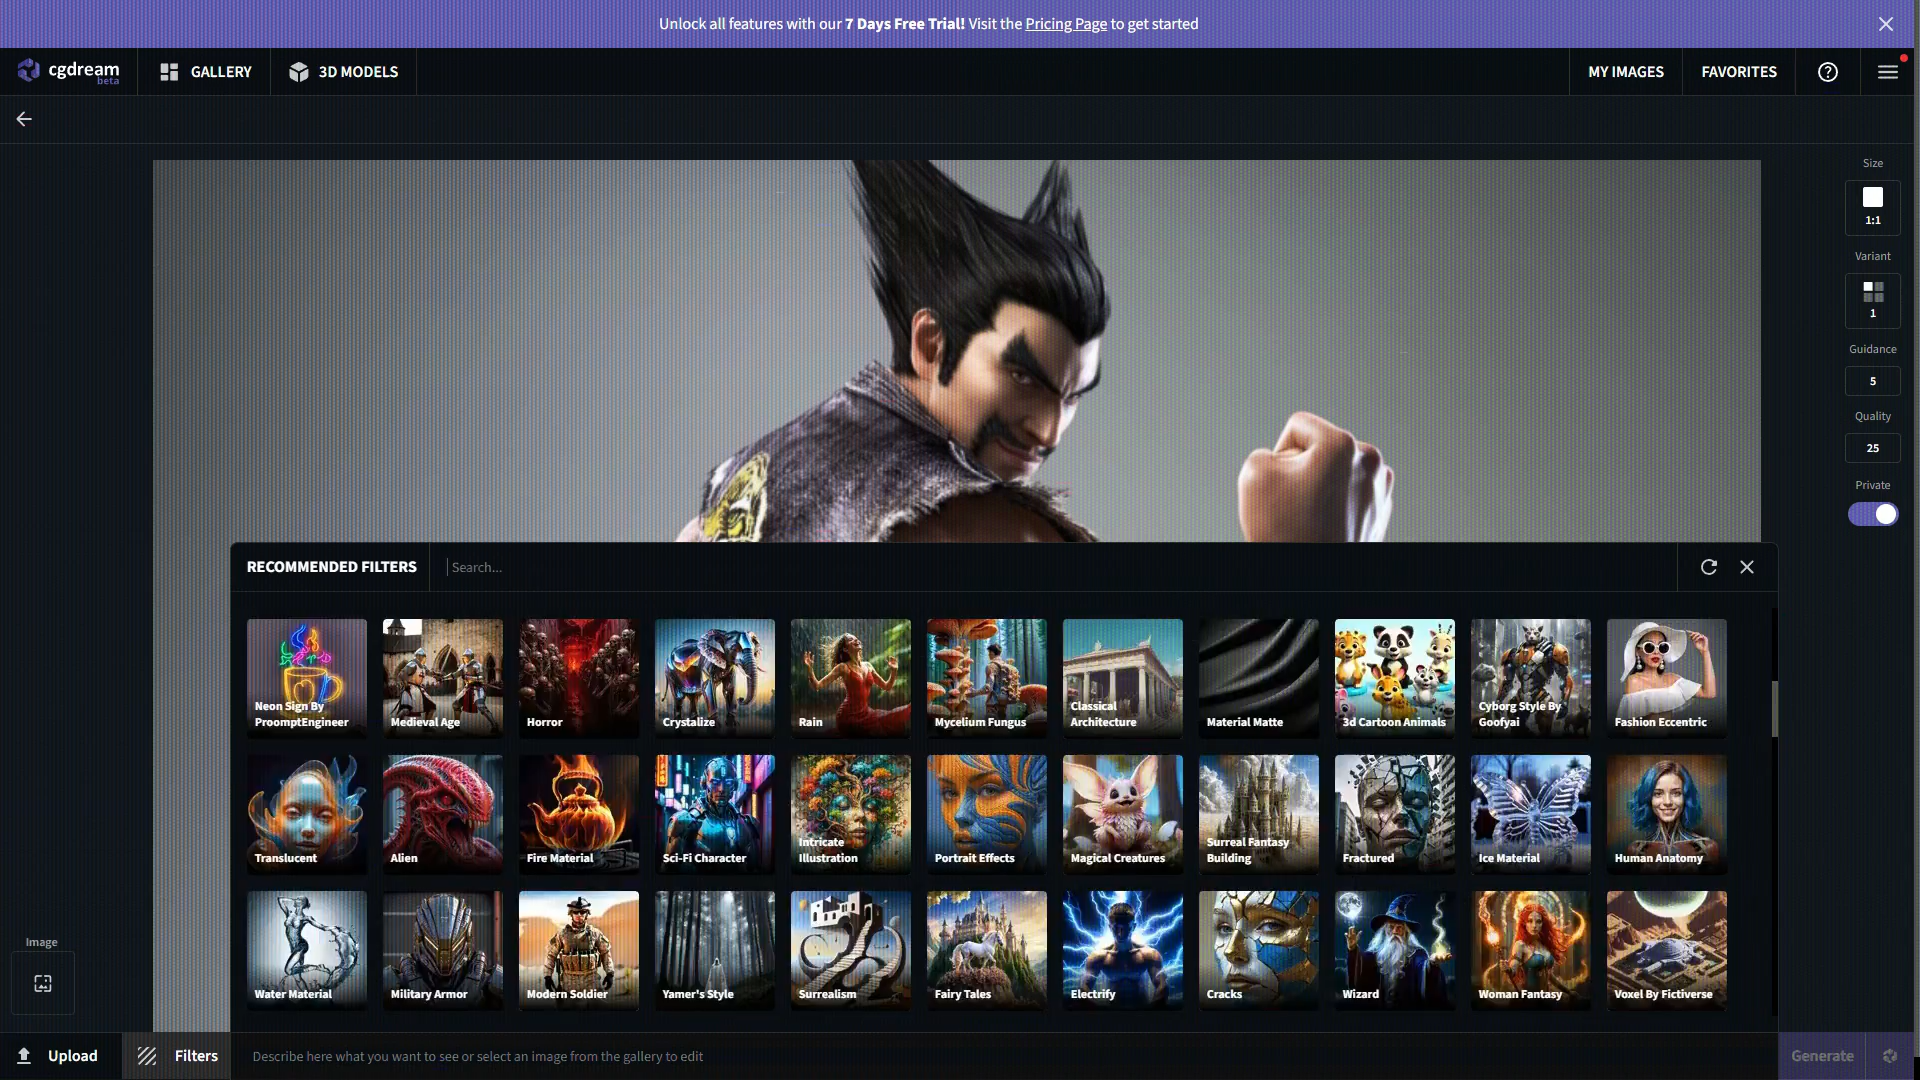 Unlock all features with our 7 Days Free Trial! Visit the Pricing Page to get started
cgdream
beta
GALLERY
3D MODELS
MY IMAGES
FAVORITES
Size
1:1
Variant
1
Guidance
5
Quality
25
Private
RECOMMENDED FILTERS
Search...
Neon Sign By
ProomptEngineer
Medieval Age
Horror
Crystalize
Rain
Mycelium Fungus
Classical
Architecture
Material Matte
3d Cartoon Animals
Cyborg Style By
Goofyai
Fashion Eccentric
Translucent
Alien
Fire Material
Sci-Fi Character
Intricate
Illustration
Portrait Effects
Magical Creatures
Surreal Fantasy
Building
Fractured
Ice Material
Human Anatomy
Water Material
Military Armor
Modern Soldier
Yamer's Style
Surrealism
Fairy Tales
Electrify
Cracks
Wizard
Woman Fantasy
Voxel By Fictiverse
Image
Upload
Filters
Describe here what you want to see or select an image from the gallery to edit
Generate